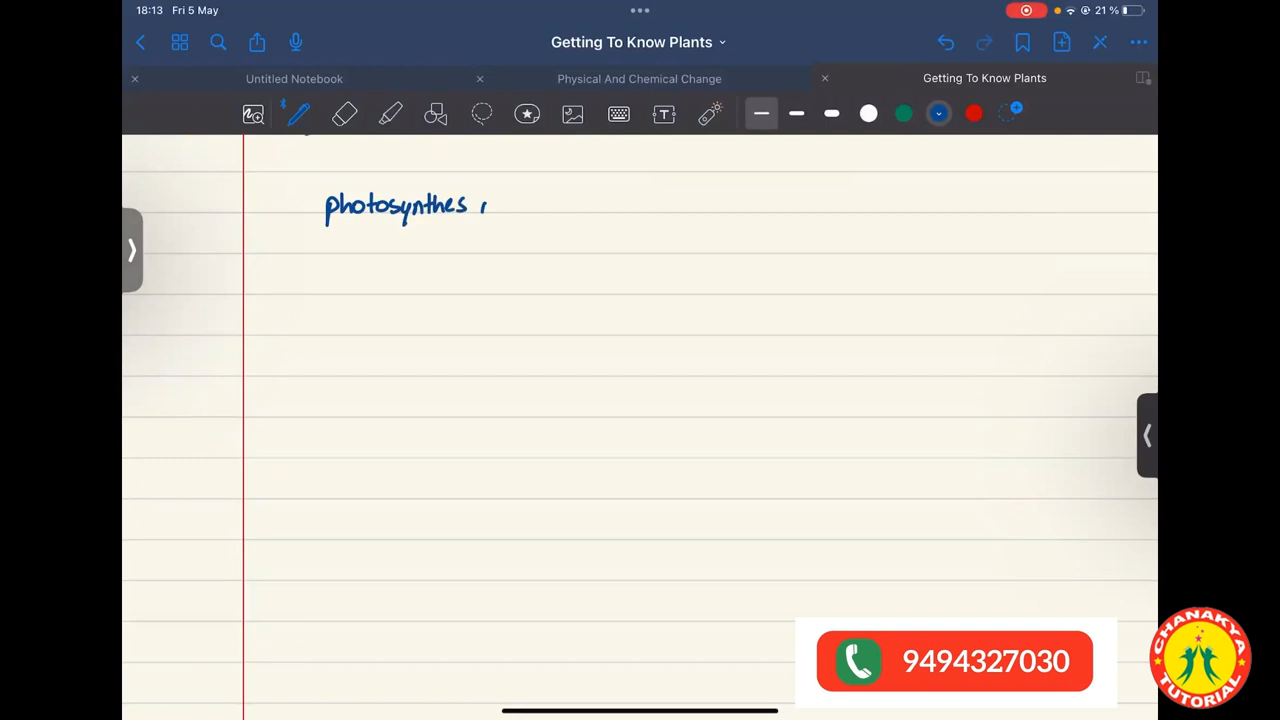 18:13 Fri 5 May 21 %
Getting To Know Plants
Untitled Notebook Physical And Chemical Change Getting To Know Plants
T
photosynthes ı
9494327030
CHANAKYA
TUTORIAL